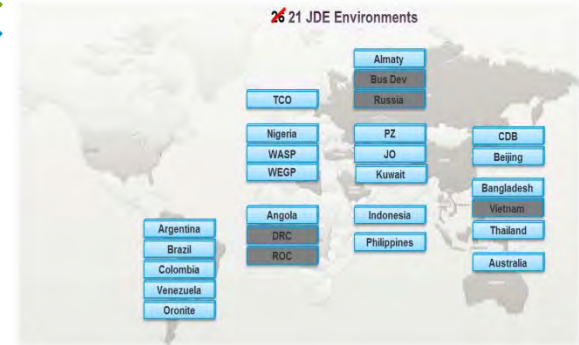 26 21 JDE Environments
Almaty
Bus Dev
Russia
TCO
Nigeria
WASP
WEGP
PZ
JO
Kuwait
CDB
Beijing
Bangladesh
Vietnam
Thailand
Australia
Angola
DRC
ROC
Indonesia
Philippines
Argentina
Brazil
Colombia
Venezuela
Oronite